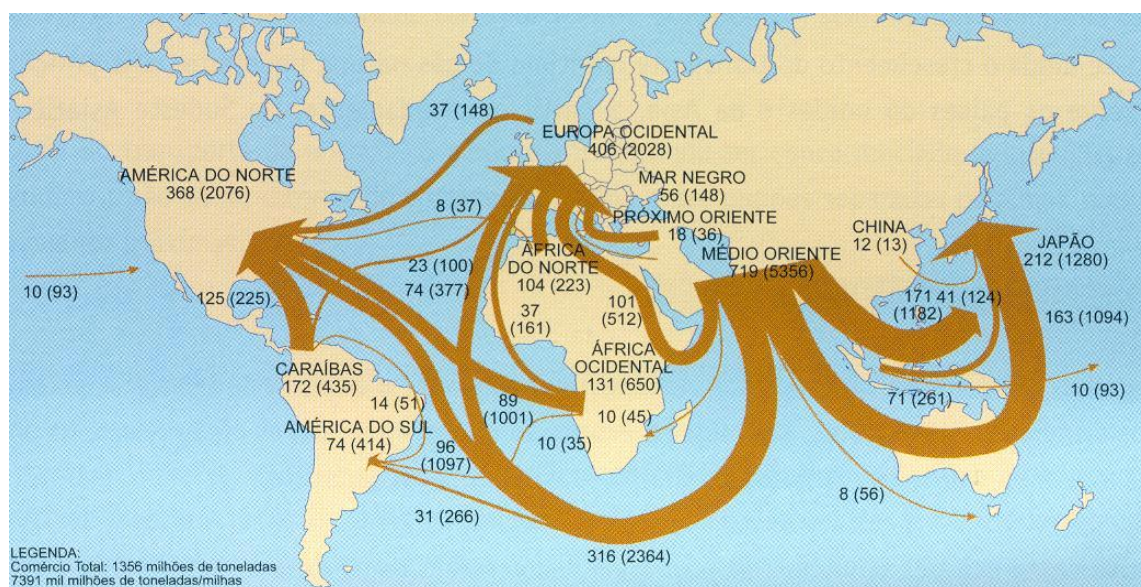 37 (148)
EUROPA OCIDENTAL
406 (2028)
AMÉRICA DO NORTE
368 (2076)
MAR NEGRO
56 (148)
8 (37)
PRÓXIMO ORIENTE
18 (36)
CHINA
12 (13)
JAPÃO
212 (1280)
MÉDIO ORIENTE
719 (5356)
ÁFRICA
DO NORTE
104 (223)
23 (100)
74 (377)
10 (93)
125 (225)
101
(512)
171
(1182)
41 (124)
163 (1094)
37
(161)
ÁFRICA
OCIDENTAL
131 (650)
CARAÍBAS
172 (435)
14 (51)
89
(1001)
10 (45)
71 (261)
10 (93)
AMÉRICA DO SUL
74 (414)
96
(1097)
10 (35)
31 (266)
8 (56)
316 (2364)
LEGENDA:
Comércio Total: 1356 milhões de toneladas
7391 mil milhões de toneladas/milhas